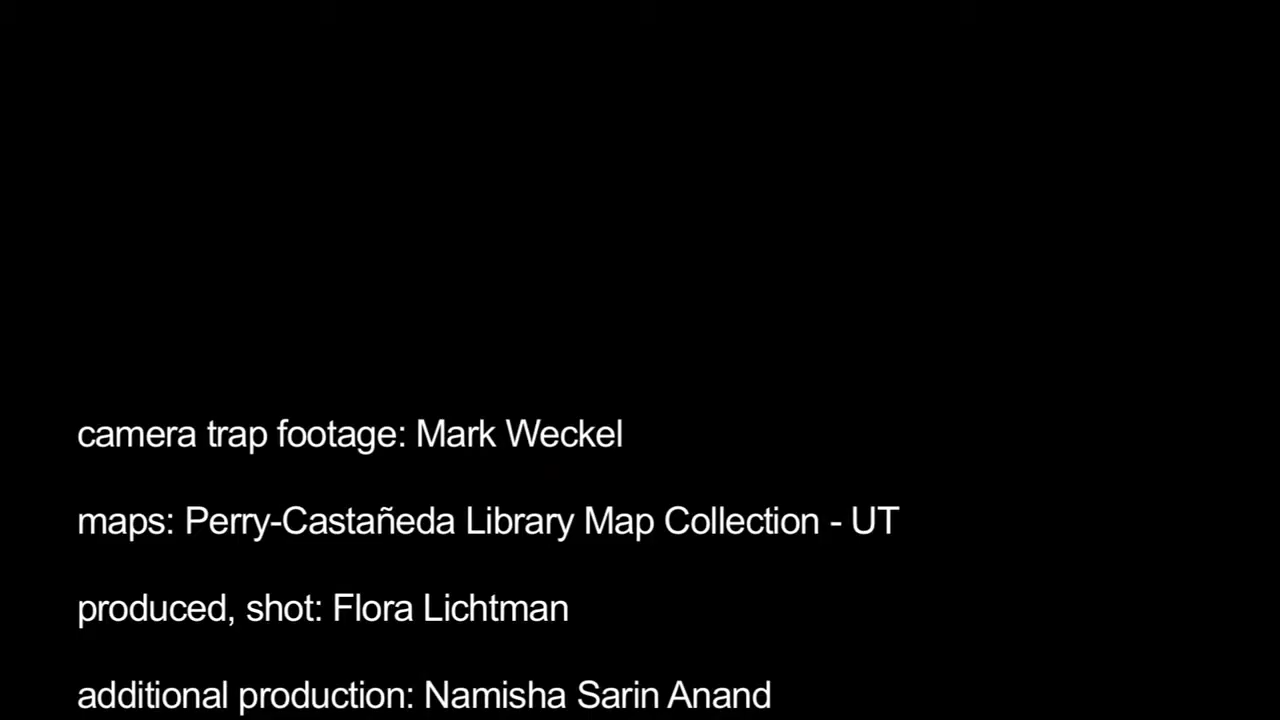 camera trap footage: Mark Weckel
maps: Perry-Castañeda Library Map Collection - UT
produced, shot: Flora Lichtman
additional production: Namisha Sarin Anand